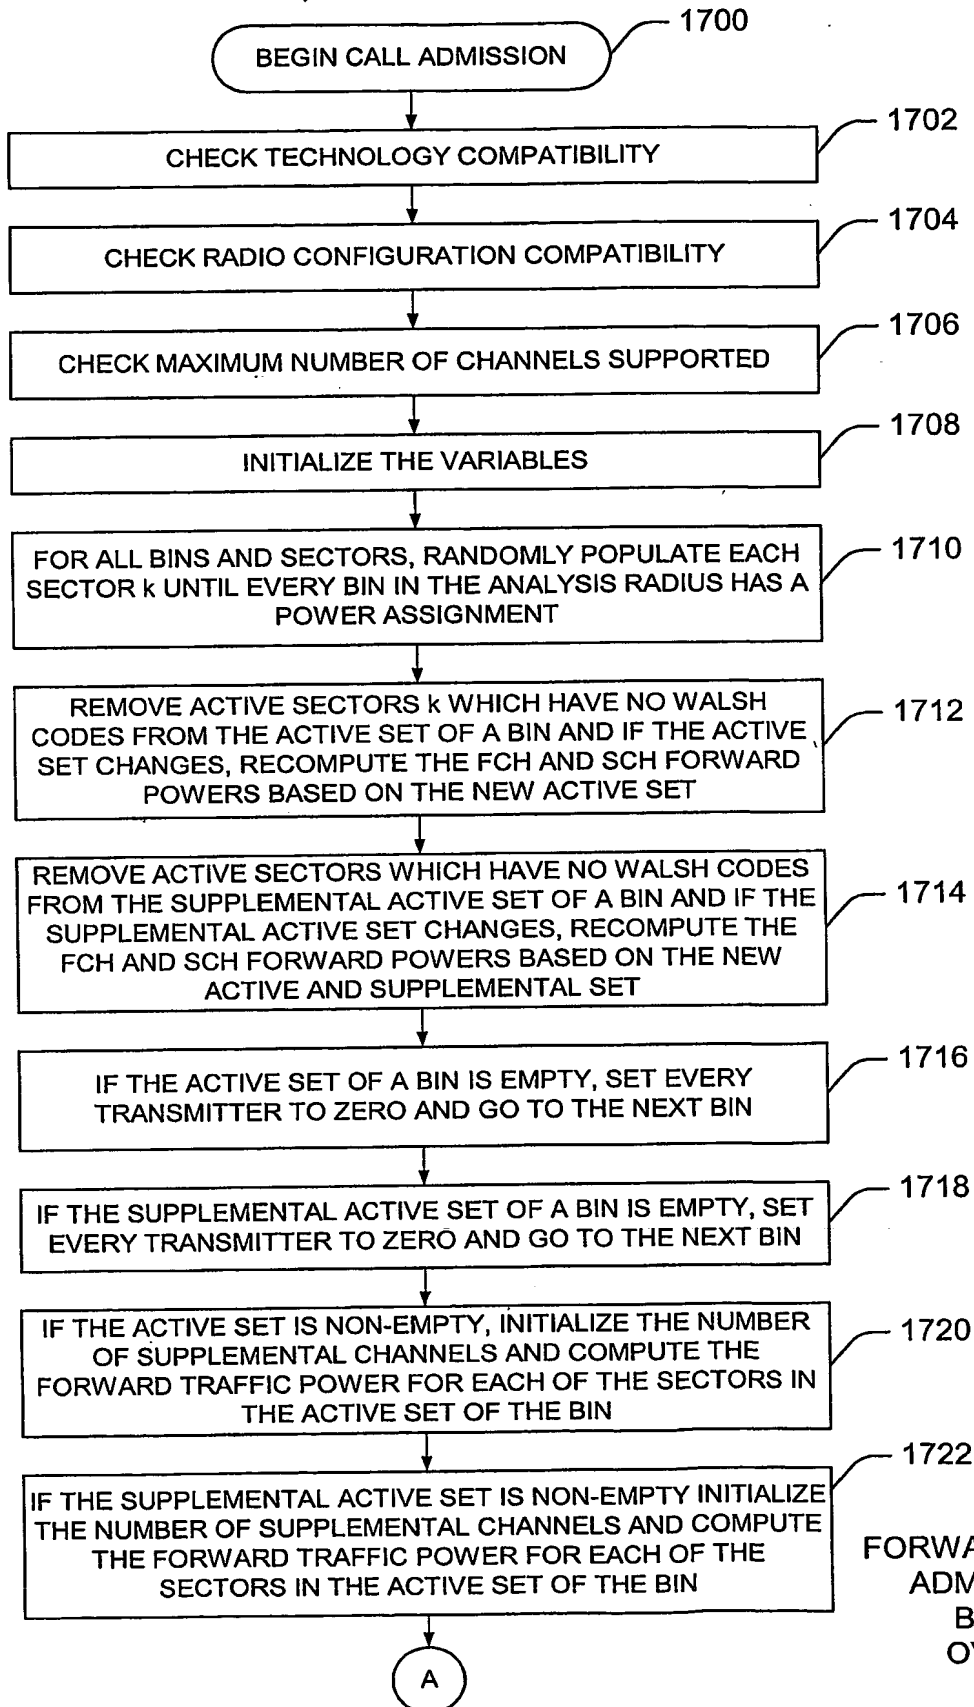 1700
BEGIN CALL ADMISSION
1702
CHECK TECHNOLOGY COMPATIBILITY
1704
CHECK RADIO CONFIGURATION COMPATIBILITY
1706
CHECK MAXIMUM NUMBER OF CHANNELS SUPPORTED
1708
INITIALIZE THE VARIABLES
1710
FOR ALL BINS AND SECTORS, RANDOMLY POPULATE EACH
SECTOR k UNTIL EVERY BIN IN THE ANALYSIS RADIUS HAS A
POWER ASSIGNMENT
1712
REMOVE ACTIVE SECTORS k WHICH HAVE NO WALSH
CODES FROM THE ACTIVE SET OF A BIN AND IF THE ACTIVE
SET CHANGES, RECOMPUTE THE FCH AND SCH FORWARD
POWERS BASED ON THE NEW ACTIVE SET
1714
REMOVE ACTIVE SECTORS WHICH HAVE NO WALSH CODES
FROM THE SUPPLEMENTAL ACTIVE SET OF A BIN AND IF THE
SUPPLEMENTAL ACTIVE SET CHANGES, RECOMPUTE THE
FCH AND SCH FORWARD POWERS BASED ON THE NEW
ACTIVE AND SUPPLEMENTAL SET
1716
IF THE ACTIVE SET OF A BIN IS EMPTY, SET EVERY
TRANSMITTER TO ZERO AND GO TO THE NEXT BIN
1718
IF THE SUPPLEMENTAL ACTIVE SET OF A BIN IS EMPTY, SET
EVERY TRANSMITTER TO ZERO AND GO TO THE NEXT BIN
1720
IF THE ACTIVE SET IS NON-EMPTY, INITIALIZE THE NUMBER
OF SUPPLEMENTAL CHANNELS AND COMPUTE THE
FORWARD TRAFFIC POWER FOR EACH OF THE SECTORS IN
THE ACTIVE SET OF THE BIN
1722
IF THE SUPPLEMENTAL ACTIVE SET IS NON-EMPTY INITIALIZE
THE NUMBER OF SUPPLEMENTAL CHANNELS AND COMPUTE
THE FORWARD TRAFFIC POWER FOR EACH OF THE
SECTORS IN THE ACTIVE SET OF THE BIN
A